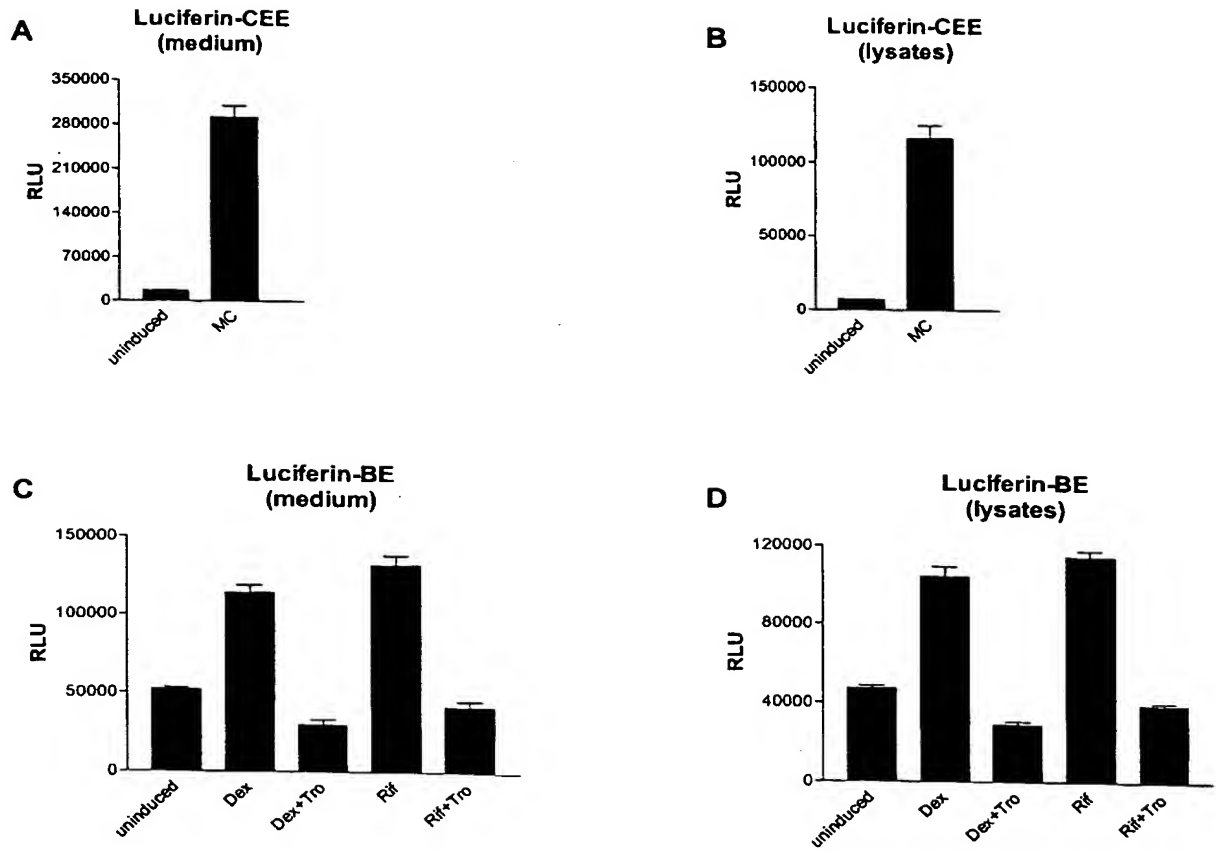 A
Luciferin-CEE
(medium)
350000
280000
210000
140000
70000
0
RLU
uninduced
MC
B
Luciferin-CEE
(lysates)
150000
100000
50000
0
RLU
uninduced
MC
C
Luciferin-BE
(medium)
150000
100000
50000
0
RLU
uninduced
Dex
Dex+Tro
Rif
Rif+Tro
D
Luciferin-BE
(lysates)
120000
80000
40000
0
RLU
uninduced
Dex
Dex+Tro
Rif
Rif+Tro